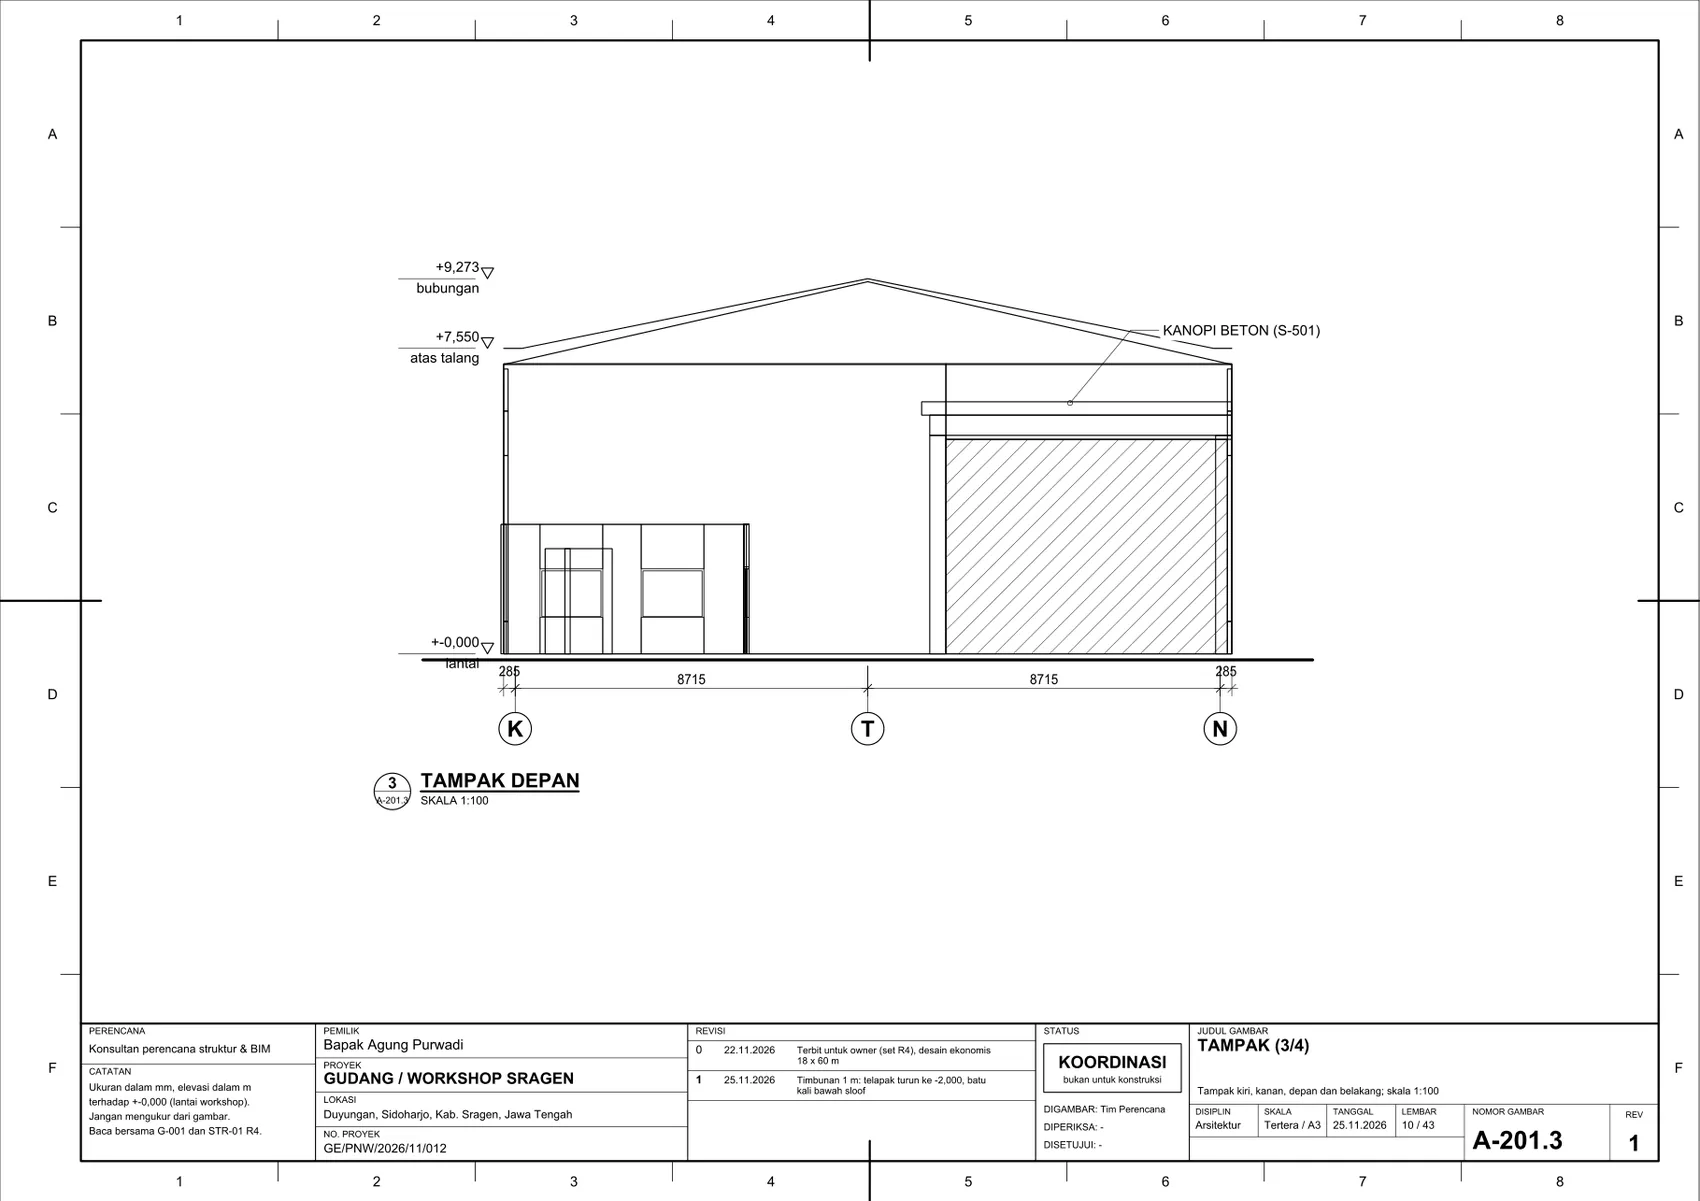 1 2 3 4 5 6 7 8
A A
B B
C C
D D
E E
F F
+9,273
bubungan
+7,550
atas talang
KANOPI BETON (S-501)
+-0,000
lantai
285 8715 8715 285
K T N
3
A-201.3
TAMPAK DEPAN
SKALA 1:100
PERENCANA
Konsultan perencana struktur & BIM
CATATAN
Ukuran dalam mm, elevasi dalam m
terhadap +-0,000 (lantai workshop).
Jangan mengukur dari gambar.
Baca bersama G-001 dan STR-01 R4.
PEMILIK
Bapak Agung Purwadi
PROYEK
GUDANG / WORKSHOP SRAGEN
LOKASI
Duyungan, Sidoharjo, Kab. Sragen, Jawa Tengah
NO. PROYEK
GE/PNW/2026/11/012
REVISI
0 22.11.2026 Terbit untuk owner (set R4), desain ekonomis
18 x 60 m
1 25.11.2026 Timbunan 1 m: telapak turun ke -2,000, batu
kali bawah sloof
STATUS
KOORDINASI
bukan untuk konstruksi
DIGAMBAR: Tim Perencana
DIPERIKSA: -
DISETUJUI: -
JUDUL GAMBAR
TAMPAK (3/4)
Tampak kiri, kanan, depan dan belakang; skala 1:100
DISIPLIN
Arsitektur
SKALA
Tertera / A3
TANGGAL
25.11.2026
LEMBAR
10 / 43
NOMOR GAMBAR
A-201.3
REV
1
1 2 3 4 5 6 7 8